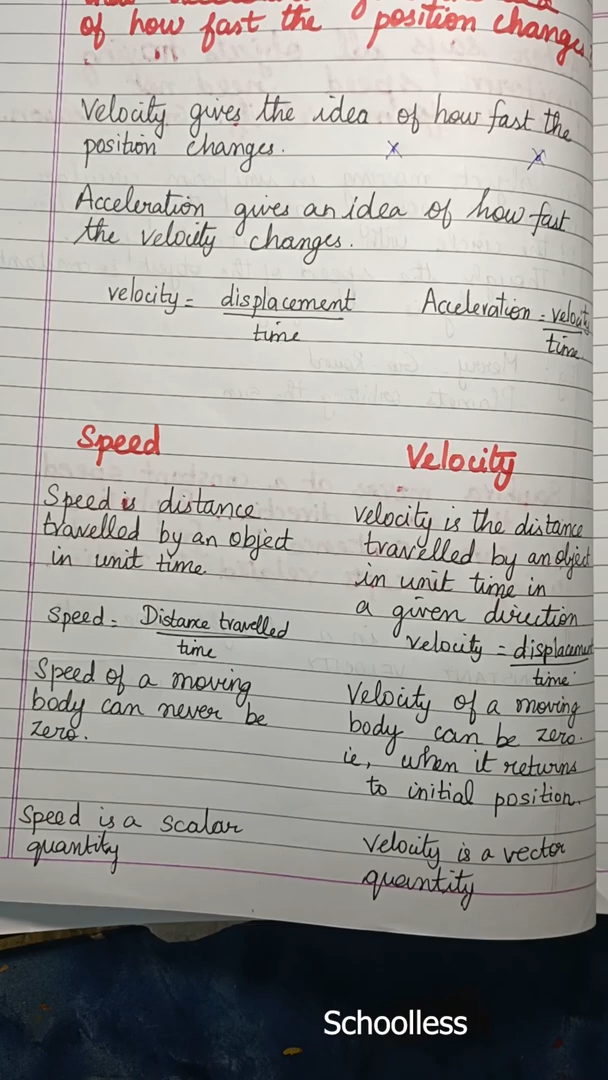 of how fast the position changes
Velocity gives the idea of how fast the
position changes.
Acceleration gives an idea of how fast
the velocity changes.
velocity = displacement
time
Acceleration = velocity
time
Speed
Speed is distance
travelled by an object
in unit time
Speed = Distance travelled
time
Speed of a moving
body can never be
zero.
Speed is a scalar
quantity
Velocity
velocity is the distance
travelled by an object
in unit time in
a given direction
velocity = displacement
time
Velocity of a moving
body can be zero.
ie, when it returns
to initial position.
Velocity is a vector
quantity
Schoolless